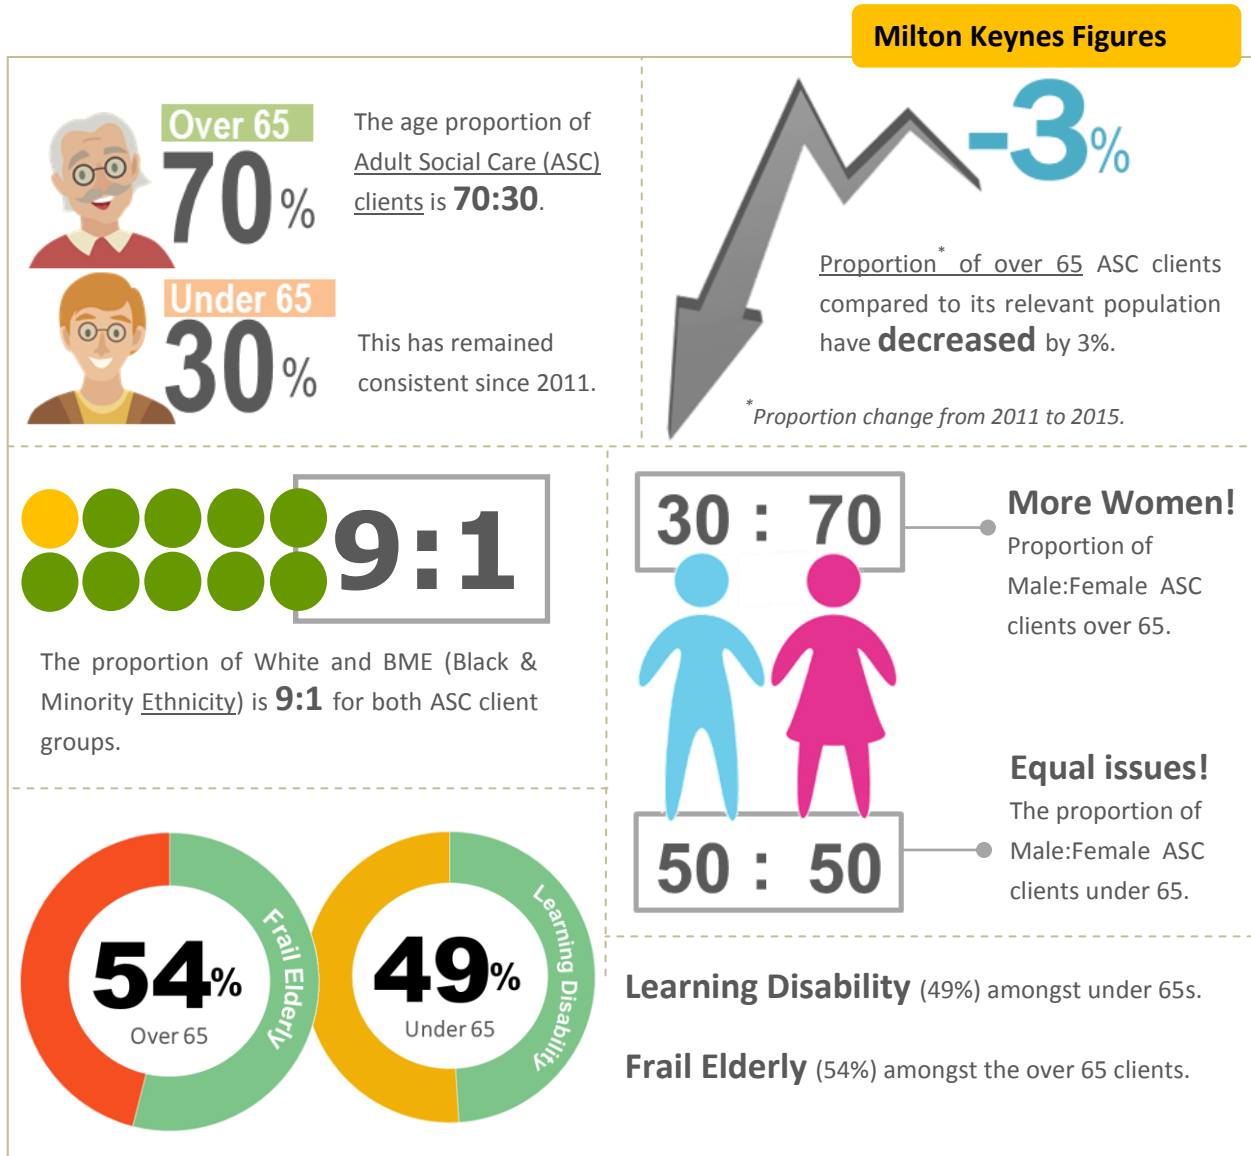 Milton Keynes Figures
Over 65
70%
The age proportion of
Adult Social Care (ASC)
clients is 70:30.
Under 65
30%
This has remained
consistent since 2011.
-3%
Proportion* of over 65 ASC clients
compared to its relevant population
have decreased by 3%.
*Proportion change from 2011 to 2015.
9:1
The proportion of White and BME (Black &
Minority Ethnicity) is 9:1 for both ASC client
groups.
30 : 70
More Women!
Proportion of
Male:Female ASC
clients over 65.
50 : 50
Equal issues!
The proportion of
Male:Female ASC
clients under 65.
54%
Over 65
Frail Elderly
49%
Under 65
Learning Disability
Learning Disability (49%) amongst under 65s.
Frail Elderly (54%) amongst the over 65 clients.